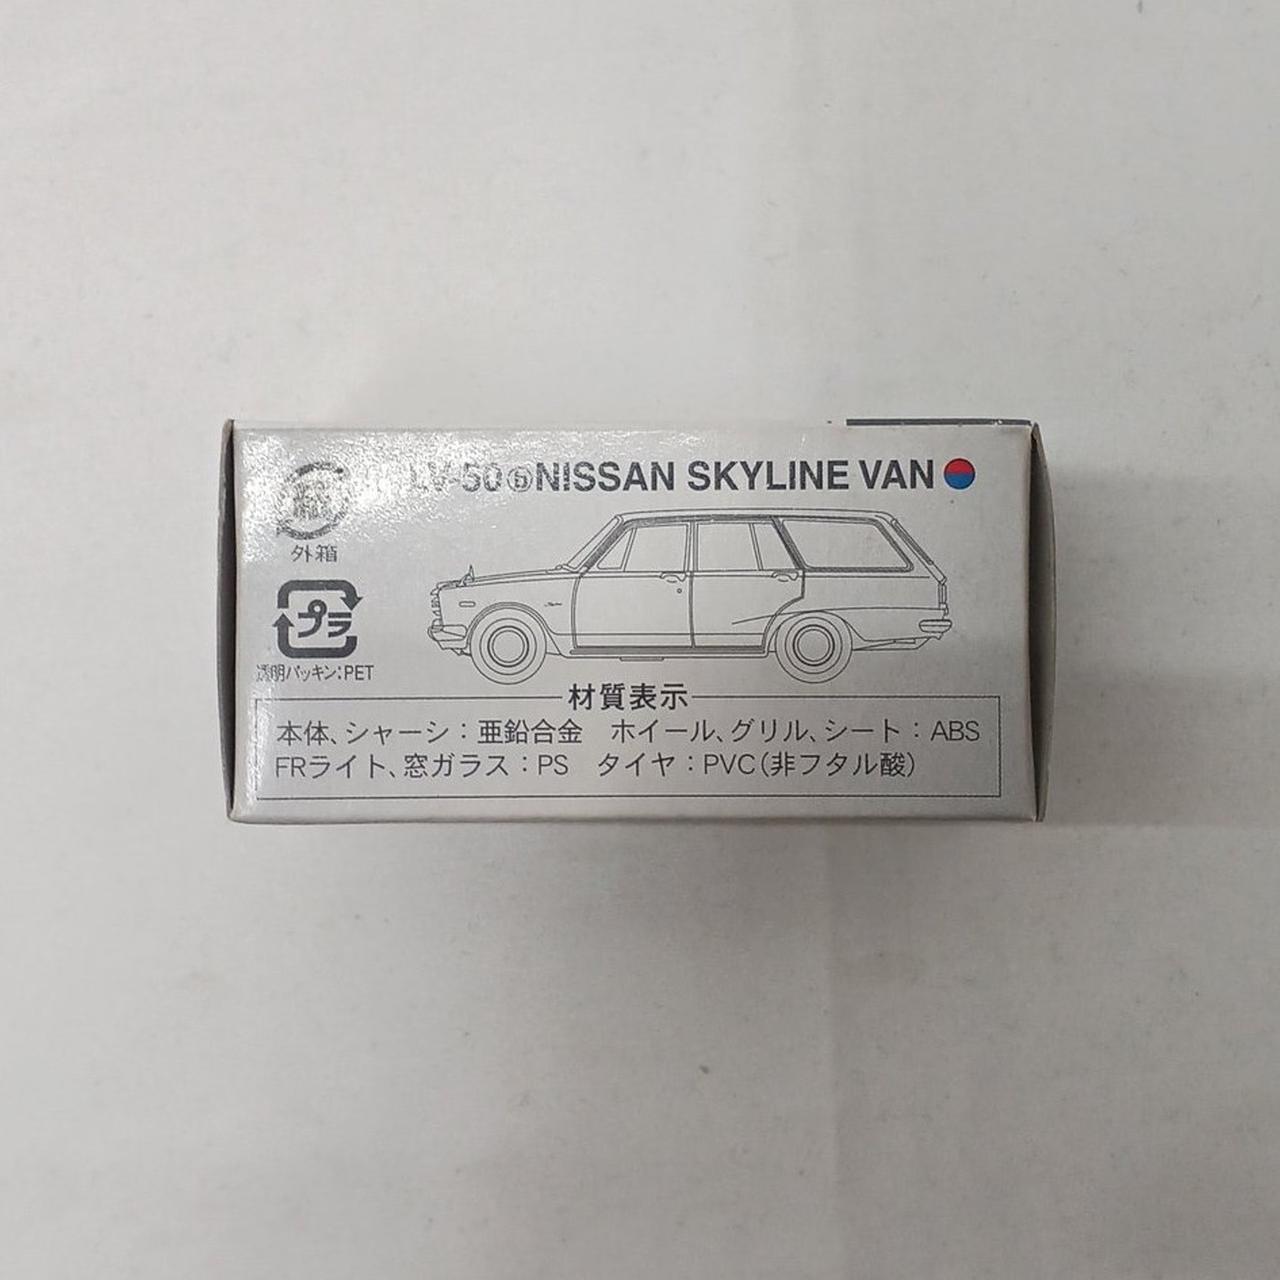 LV-50ⓑNISSAN SKYLINE VAN
紙
外箱
プラ
透明パッキン:PET
材質表示
本体、シャーシ:亜鉛合金　ホイール、グリル、シート:ABS
FRライト、窓ガラス:PS　タイヤ:PVC(非フタル酸)